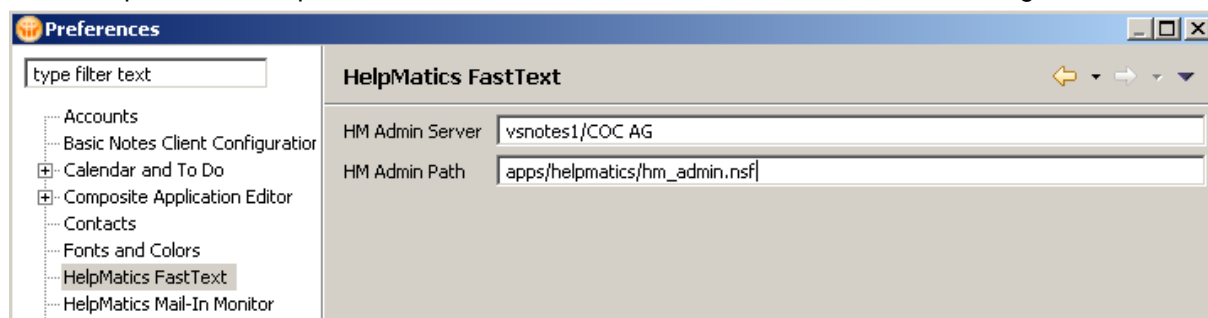 Preferences
type filter text
HelpMatics FastText
Accounts
Basic Notes Client Configuration
Calendar and To Do
Composite Application Editor
Contacts
Fonts and Colors
HelpMatics FastText
HelpMatics Mail-In Monitor
HM Admin Server vsnotes1/COC AG
HM Admin Path apps/helpmatics/hm_admin.nsf